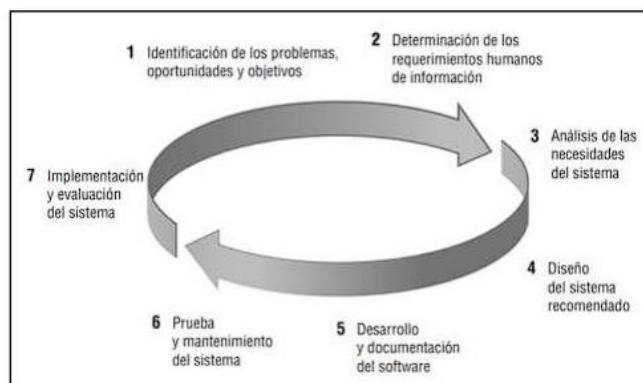 1 Identificación de los problemas,
oportunidades y objetivos
2 Determinación de los
requerimientos humanos
de información
3 Análisis de las
necesidades
del sistema
4 Diseño
del sistema
recomendado
5 Desarrollo
y documentación
del software
6 Prueba
y mantenimiento
del sistema
7 Implementación
y evaluación
del sistema